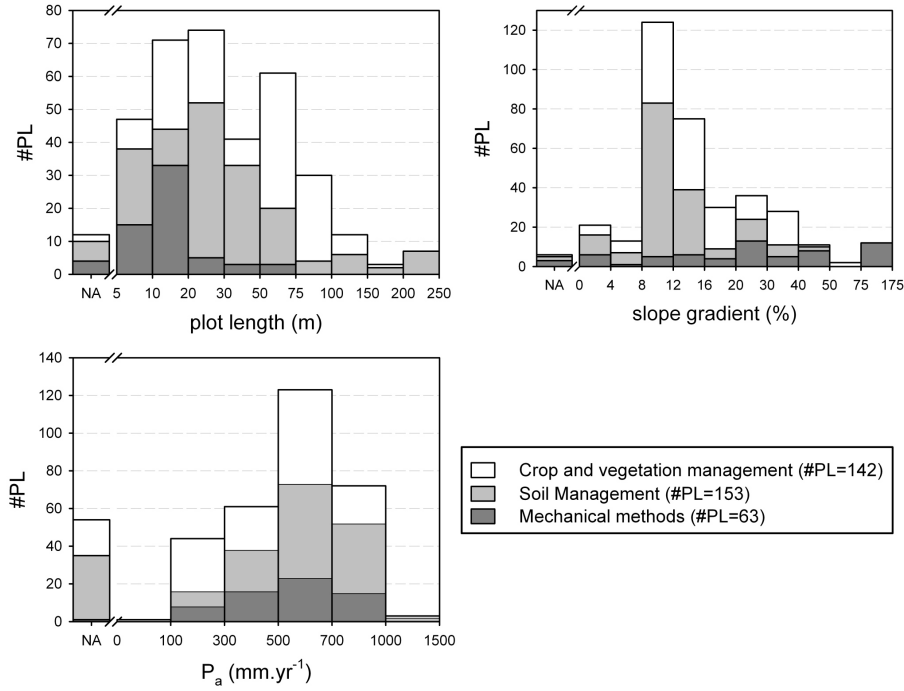 80
70
60
50
40
30
20
10
0
#PL
NA 5 10 20 30 50 75 100 150 200 250
plot length (m)
120
100
80
60
40
20
0
#PL
NA 0 4 8 12 16 20 30 40 50 75 175
slope gradient (%)
140
120
100
80
60
40
20
0
#PL
NA 0 100 300 500 700 1000 1500
Pa (mm.yr-1)
Crop and vegetation management (#PL=142)
Soil Management (#PL=153)
Mechanical methods (#PL=63)